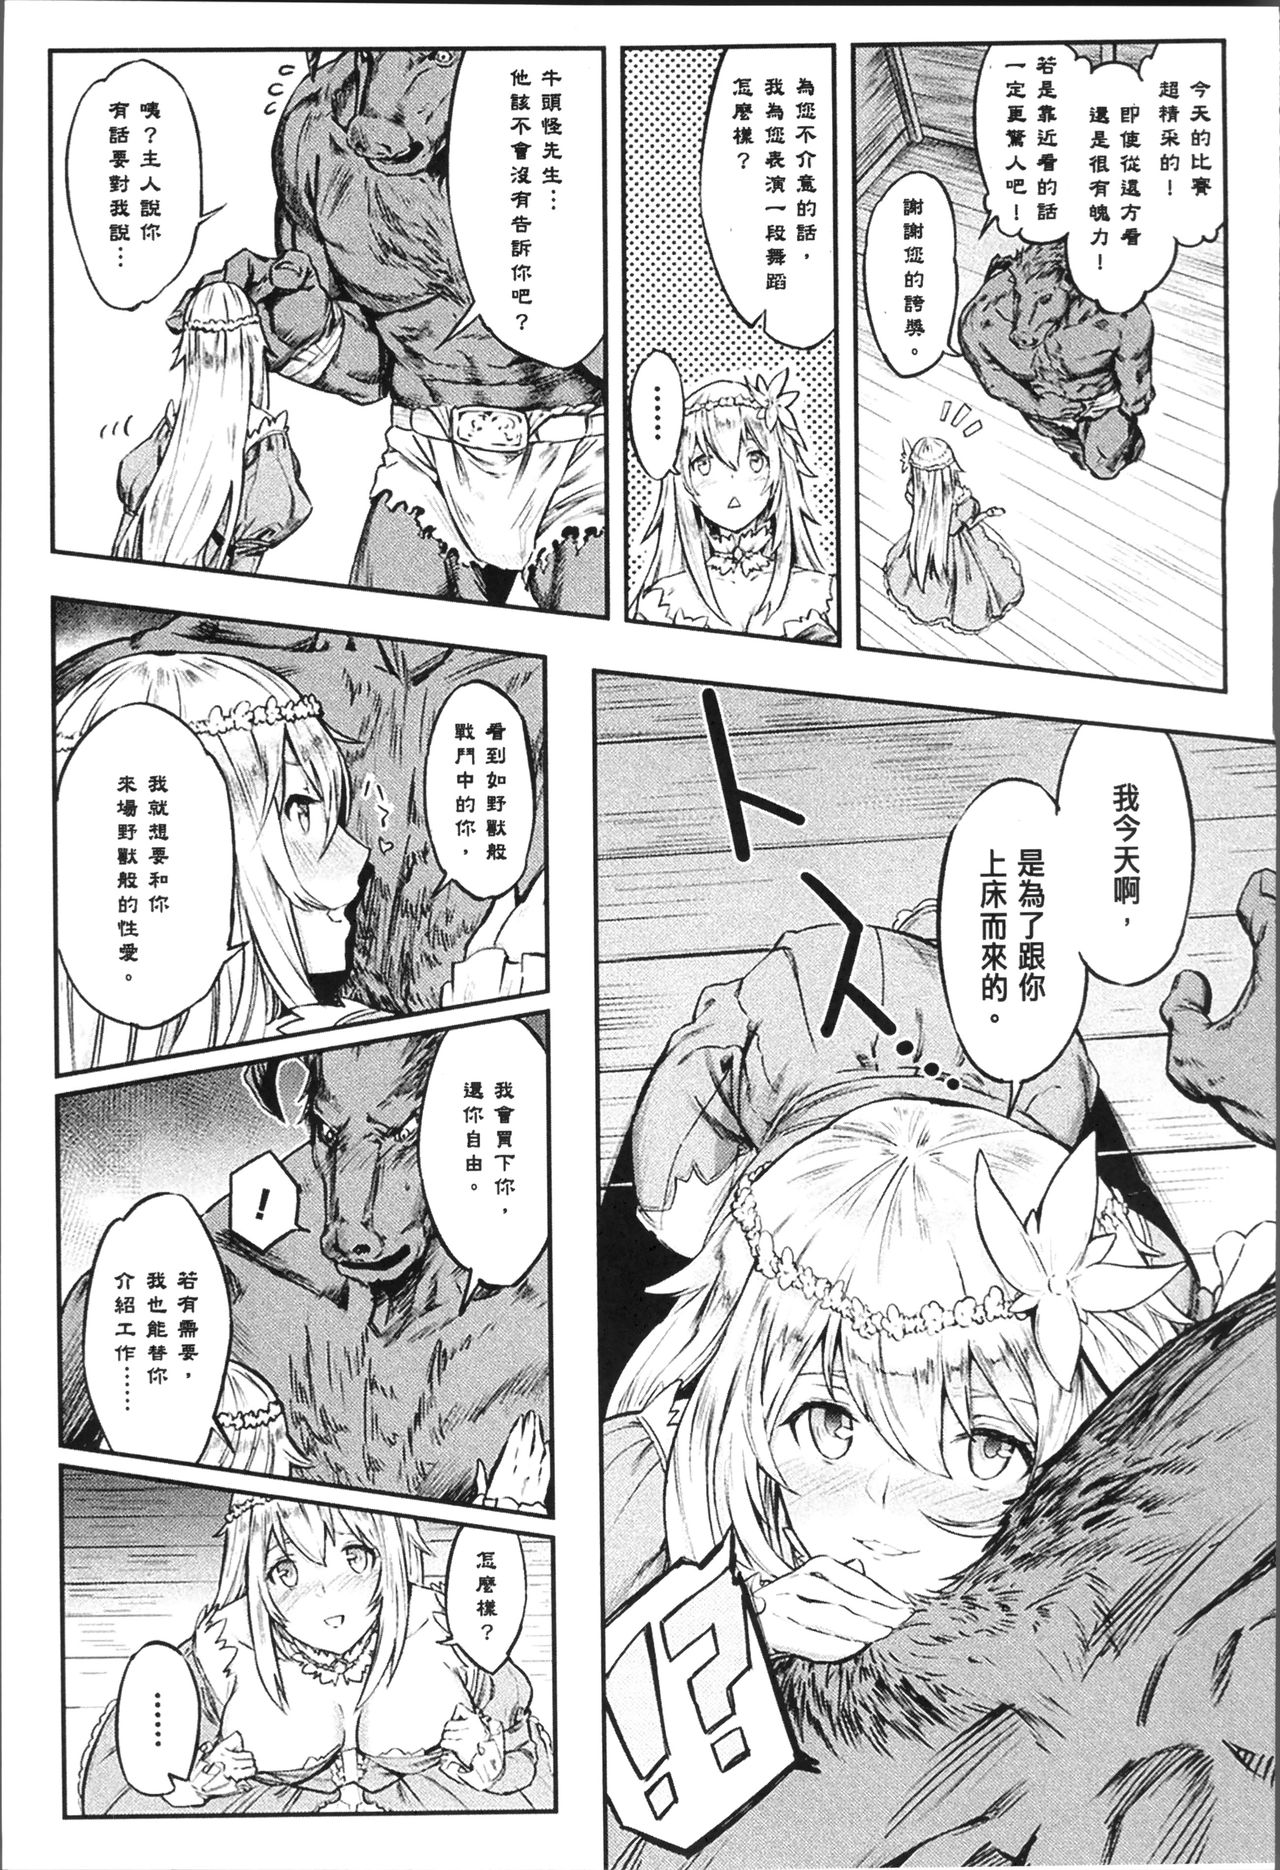 今天的比賽
超精采的！
即使從遠方看
還是很有魄力！
若是靠近看的話
一定更驚人吧！
謝謝您的誇獎。
為您不介意的話，
我為您表演一段舞蹈
怎麼樣？
……
牛頭怪先生…
他該不會沒有告訴你吧？
咦？主人說你
有話要對我說…
我今天啊，
是為了跟你
上床而來的。
トン…
!?
看到如野獸般
戰鬥中的你，
我就想要和你
來場野獸般的性愛。
我會買下你，
還你自由。
！
若有需要，
我也能替你
介紹工作……
怎麼樣？
……